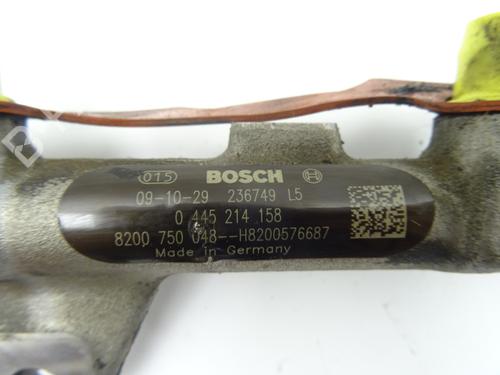 015 BOSCH
09-10-29 236749 L5
0 445 214 158
8200 750 048--H8200576687
Made in Germany